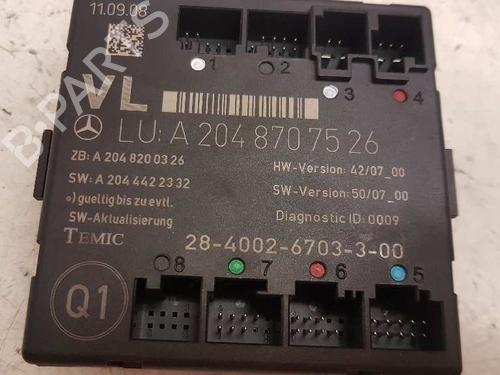 11.09.08
VL
1
2
3
4
LU: A 204 870 75 26
ZB: A 204 820 03 26
HW-Version: 42/07_00
SW: A 204 442 23 32
SW-Version: 50/07_00
∘) gueltig bis zu evtl.
SW-Aktualisierung
Diagnostic ID: 0009
TEMIC
28-4002-6703-3-00
8
7
6
5
Q1
B-PARTS